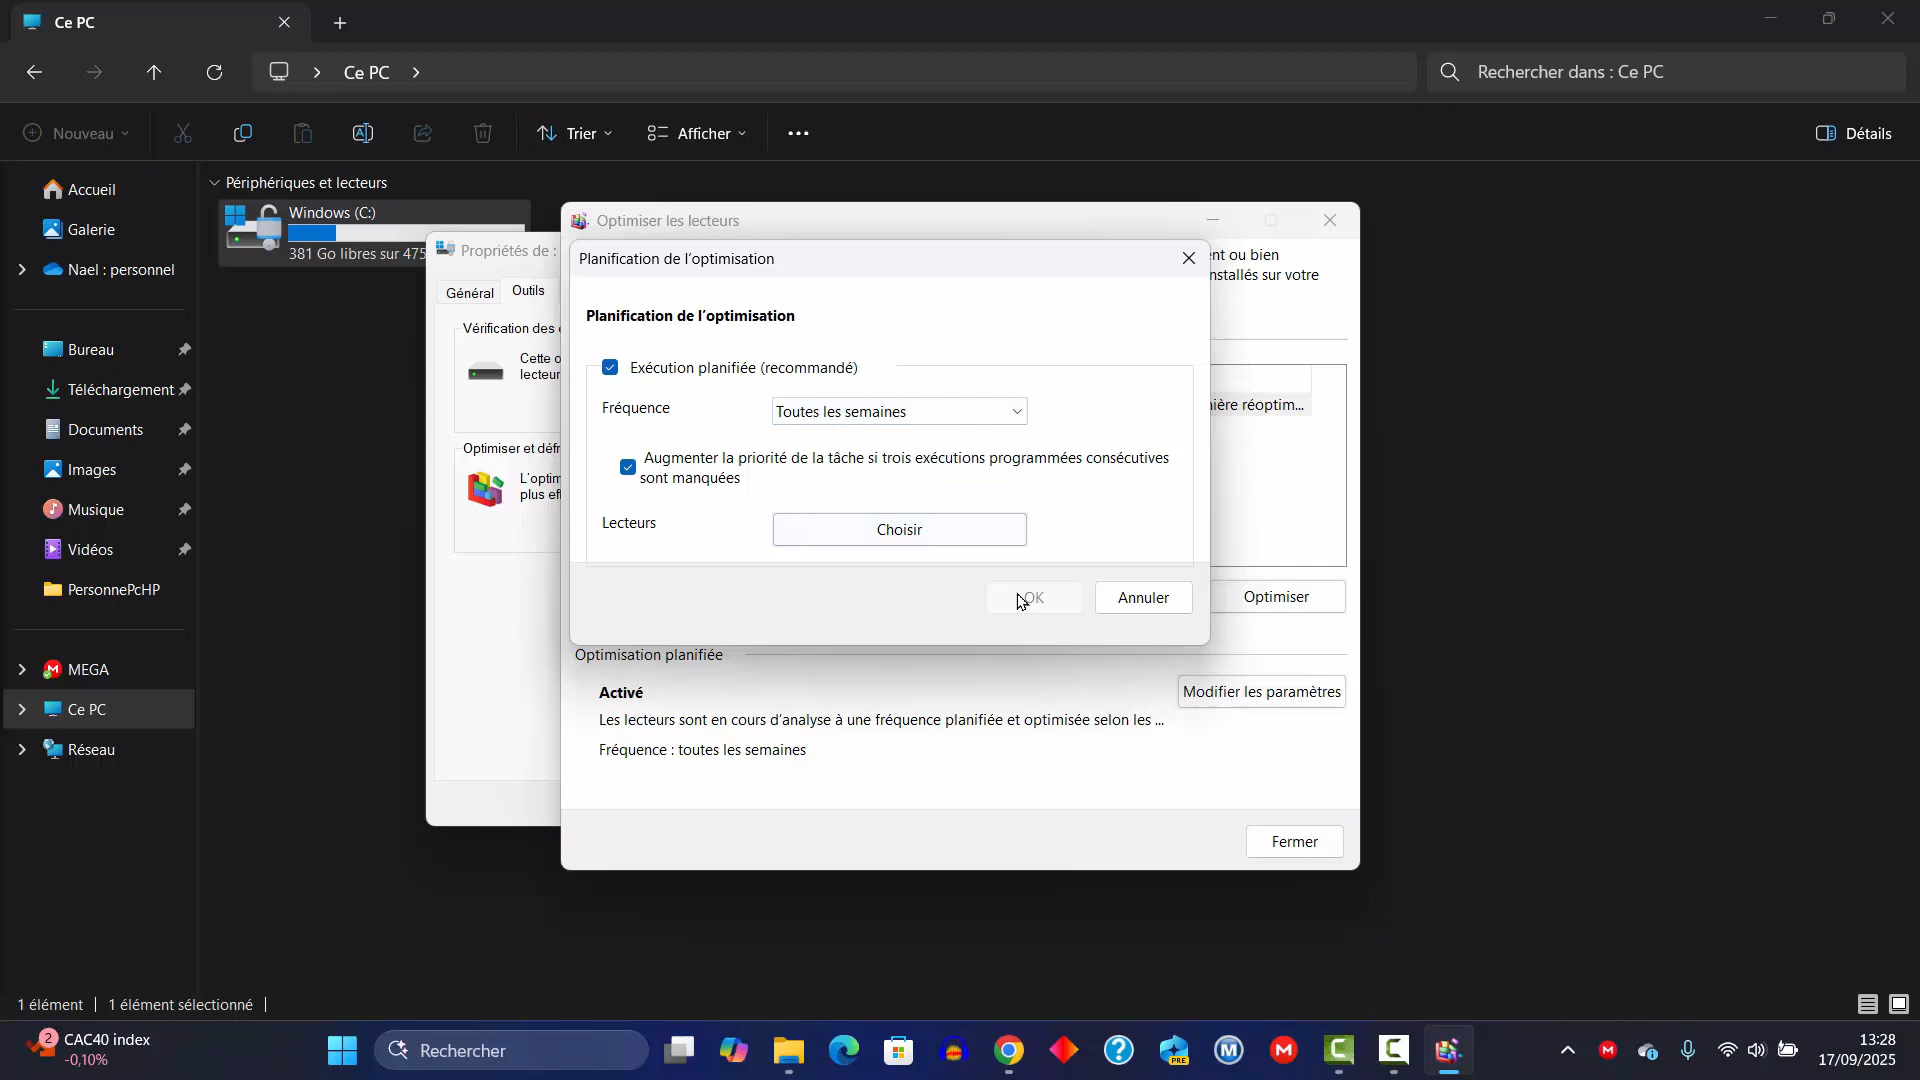 Ce PC
Ce PC
Rechercher dans : Ce PC
Nouveau
Trier
Afficher
Détails
Accueil
Galerie
Nael : personnel
Bureau
Téléchargement
Documents
Images
Musique
Vidéos
PersonnePcHP
MEGA
Ce PC
Réseau
Périphériques et lecteurs
Windows (C:)
381 Go libres sur 475
Propriétés de :
Général
Outils
Vérification des
Cette
lecteur
Optimiser et
L'optim
plus
Optimiser les lecteurs
ou bien
sur votre
réoptim...
Optimiser
Planification de l'optimisation
Planification de l'optimisation
Exécution planifiée (recommandé)
Fréquence
Toutes les semaines
Augmenter la priorité de la tâche si trois exécutions programmées consécutives
sont manquées
Lecteurs
Choisir
OK
Annuler
Optimisation planifiée
Activé
Modifier les paramètres
Les lecteurs sont en cours d'analyse à une fréquence planifiée et optimisée selon les ...
Fréquence : toutes les semaines
Fermer
1 élément
1 élément sélectionné
2
CAC40 index
-0,10%
Rechercher
PRE
13:28
17/09/2025